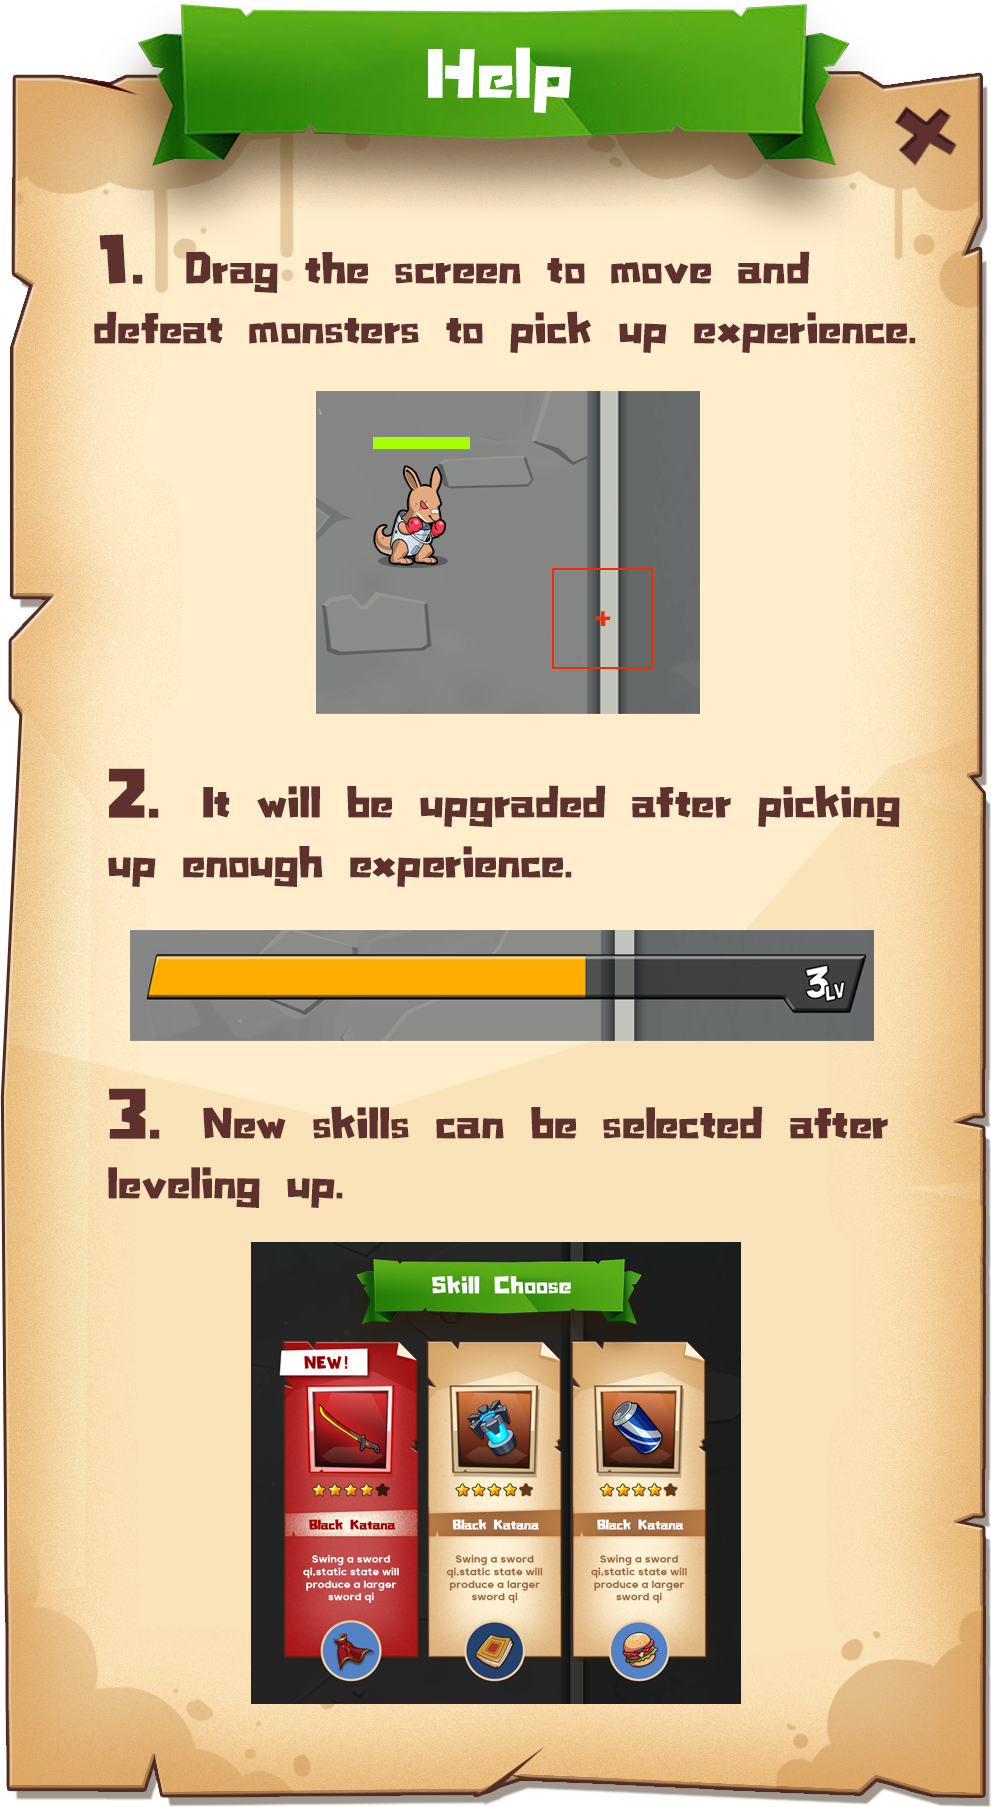 Help
1. Drag the screen to move and
defeat monsters to pick up experience.
2. It will be upgraded after picking
up enough experience.
3LV
3. New skills can be selected after
leveling up.
Skill Choose
NEW!
Black Katana
Swing a sword
qi,static state will
produce a larger
sword qi
Black Katana
Swing a sword
qi,static state will
produce a larger
sword qi
Black Katana
Swing a sword
qi,static state will
produce a larger
sword qi